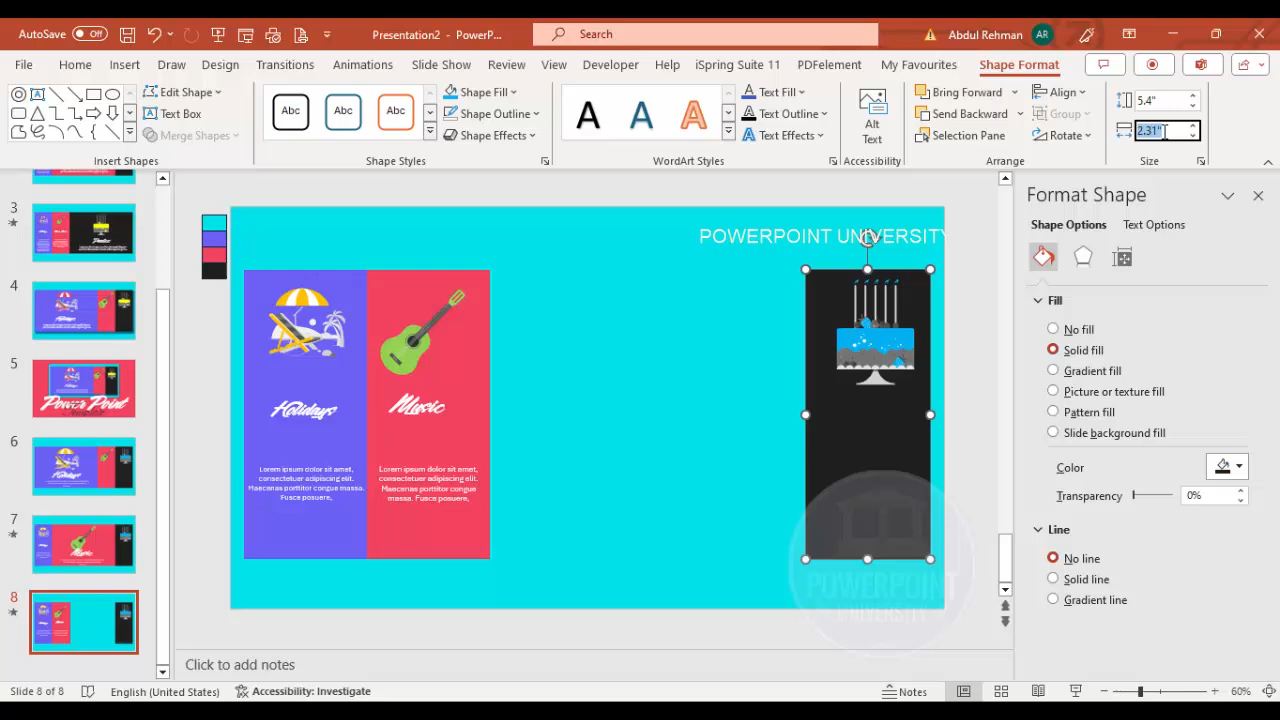 AutoSave Off Presentation2 - PowerP... Search Abdul Rehman AR
File Home Insert Draw Design Transitions Animations Slide Show Review View Developer Help iSpring Suite 11 PDFelement My Favourites Shape Format
Edit Shape
Text Box
Merge Shapes
Insert Shapes
Abc Abc Abc
Shape Fill
Shape Outline
Shape Effects
Shape Styles
A A A
Text Fill
Text Outline
Text Effects
WordArt Styles
Alt
Text
Accessibility
Bring Forward
Send Backward
Selection Pane
Align
Group
Rotate
Arrange
5.4"
2.31"
Size
3
4
5
Power Point
6
7
8
POWERPOINT UNIVERSITY
Holidays
Music
Lorem ipsum dolor sit amet,
consectetuer adipiscing elit.
Maecenas porttitor congue massa.
Fusce posuere,
Lorem ipsum dolor sit amet,
consectetuer adipiscing elit.
Maecenas porttitor congue
massa. Fusce posuere,
POWERPOINT
UNIVERSITY
Format Shape
Shape Options Text Options
Fill
No fill
Solid fill
Gradient fill
Picture or texture fill
Pattern fill
Slide background fill
Color
Transparency 0%
Line
No line
Solid line
Gradient line
Click to add notes
Slide 8 of 8 English (United States) Accessibility: Investigate Notes 60%